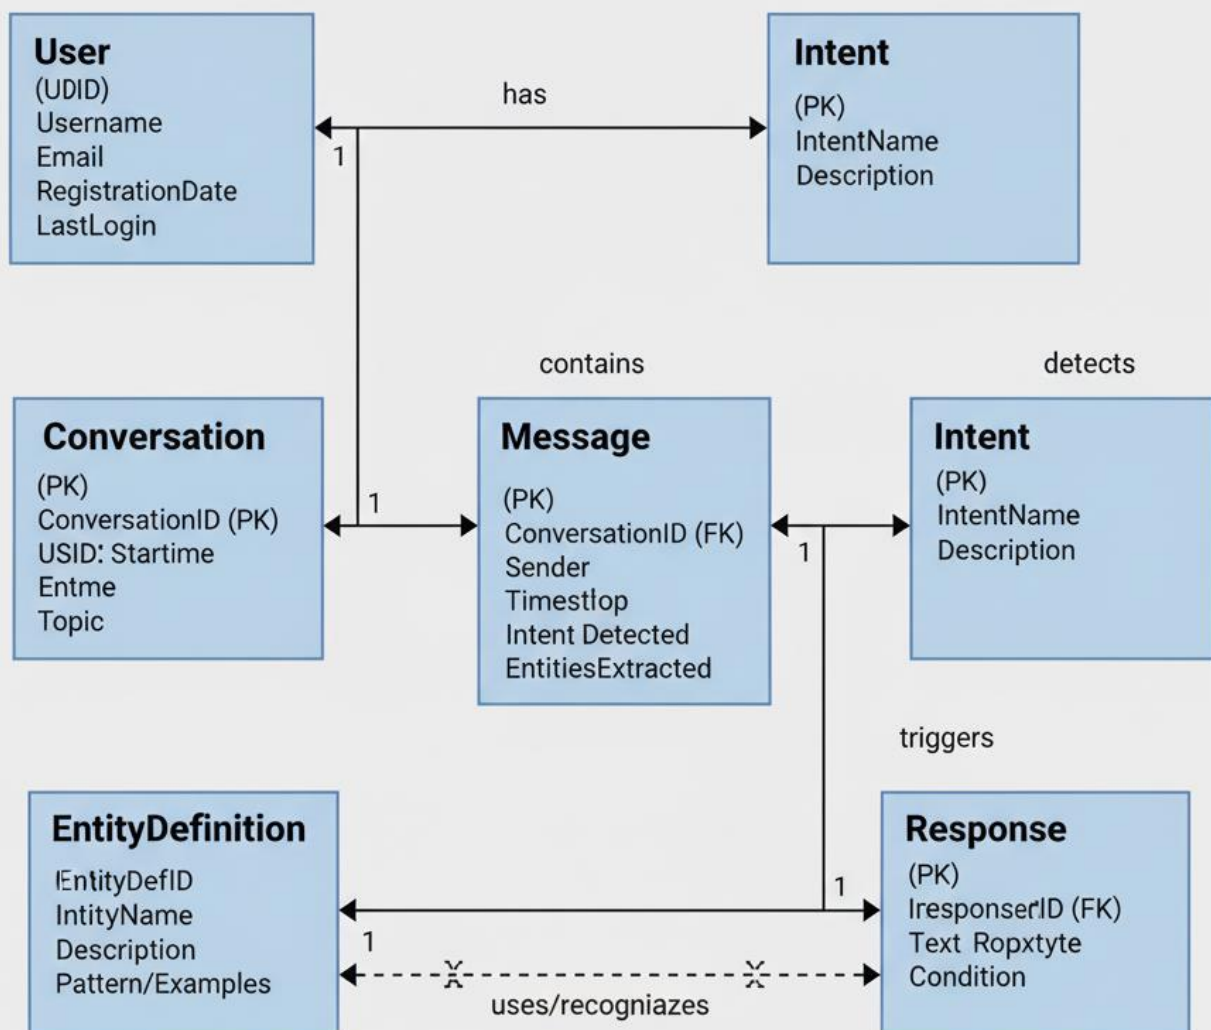 User
(UDID)
Username
Email
RegistrationDate
LastLogin
has
1
Intent
(PK)
IntentName
Description
contains
detects
Conversation
(PK)
ConversationID (PK)
USID: Startime
Entme
Topic
1
Message
(PK)
ConversationID (FK)
Sender
Timestlop
Intent Detected
EntitiesExtracted
1
Intent
(PK)
IntentName
Description
triggers
EntityDefinition
EntityDefID
IntityName
Description
Pattern/Examples
1
1
uses/recogniazes
Response
(PK)
IresponserID (FK)
Text Ropxtyte
Condition